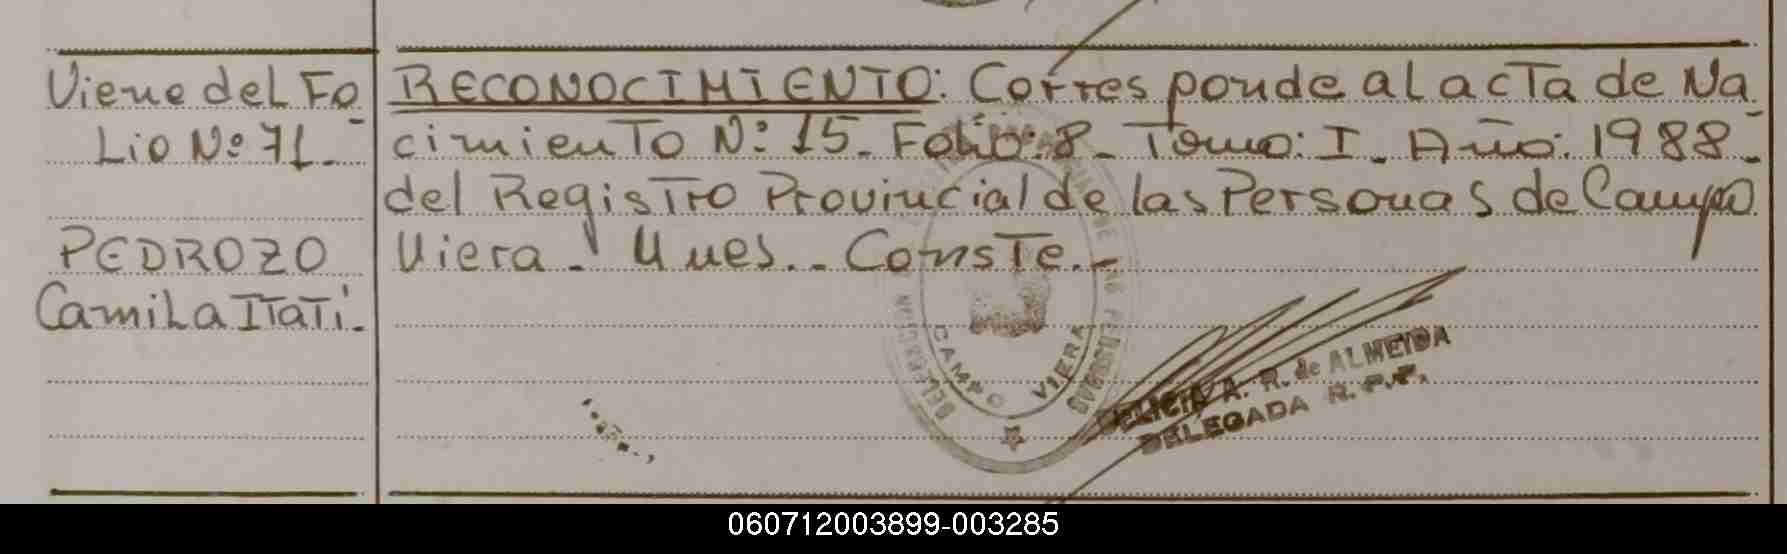 Viene del Fo
Lio Nº 71.-
PEDROZO
Camila Itatí.
RECONOCIMIENTO: Corresponde al acta de Na
cimiento Nº: 15. Folio: 8. Tomo: I. Año: 1988.-
del Registro Provincial de las Personas de Campo
Viera. Mnes.. Conste.-
CAMPO VIERA
PERSONAS
A. R. de ALMEIDA
DELEGADA R. P. P.
060712003899-003285